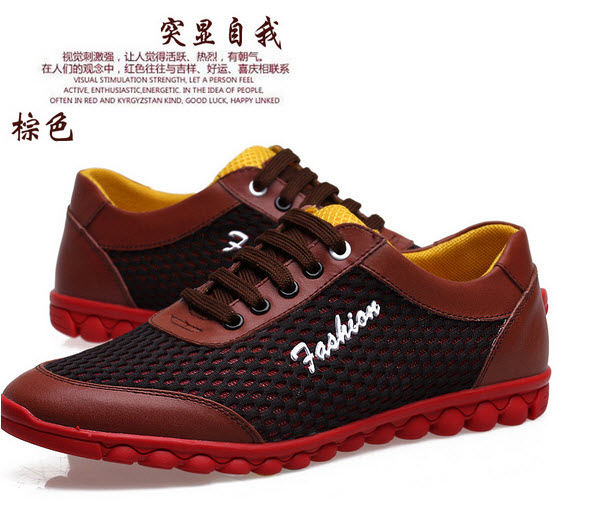 突显自我
视觉刺激强，让人觉得活跃、热烈，有朝气。
在人们的观念中，红色往往与吉祥、好运、喜庆相联系
VISUAL STIMULATION STRENGTH, LET A PERSON FEEL
ACTIVE, ENTHUSIASTIC,ENERGETIC. IN THE IDEA OF PEOPLE,
OFTEN IN RED AND KYRGYZSTAN KIND, GOOD LUCK, HAPPY LINKED
棕色
Fashion